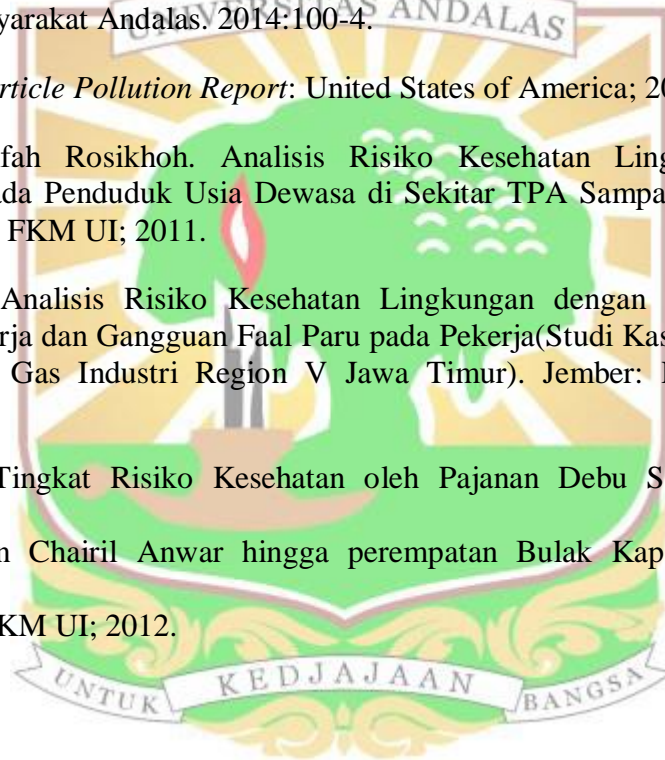 yarakat Andalas. 2014:100-4.
UNIVERSITAS ANDALAS
rticle Pollution Report: United States of America; 20
fah Rosikhoh. Analisis Risiko Kesehatan Ling
ada Penduduk Usia Dewasa di Sekitar TPA Sampa
FKM UI; 2011.
Analisis Risiko Kesehatan Lingkungan dengan
rja dan Gangguan Faal Paru pada Pekerja(Studi Kas
Gas Industri Region V Jawa Timur). Jember:
Tingkat Risiko Kesehatan oleh Pajanan Debu S
n Chairil Anwar hingga perempatan Bulak Kap
KM UI; 2012.
UNTUK KEDJAJAAN BANGSA